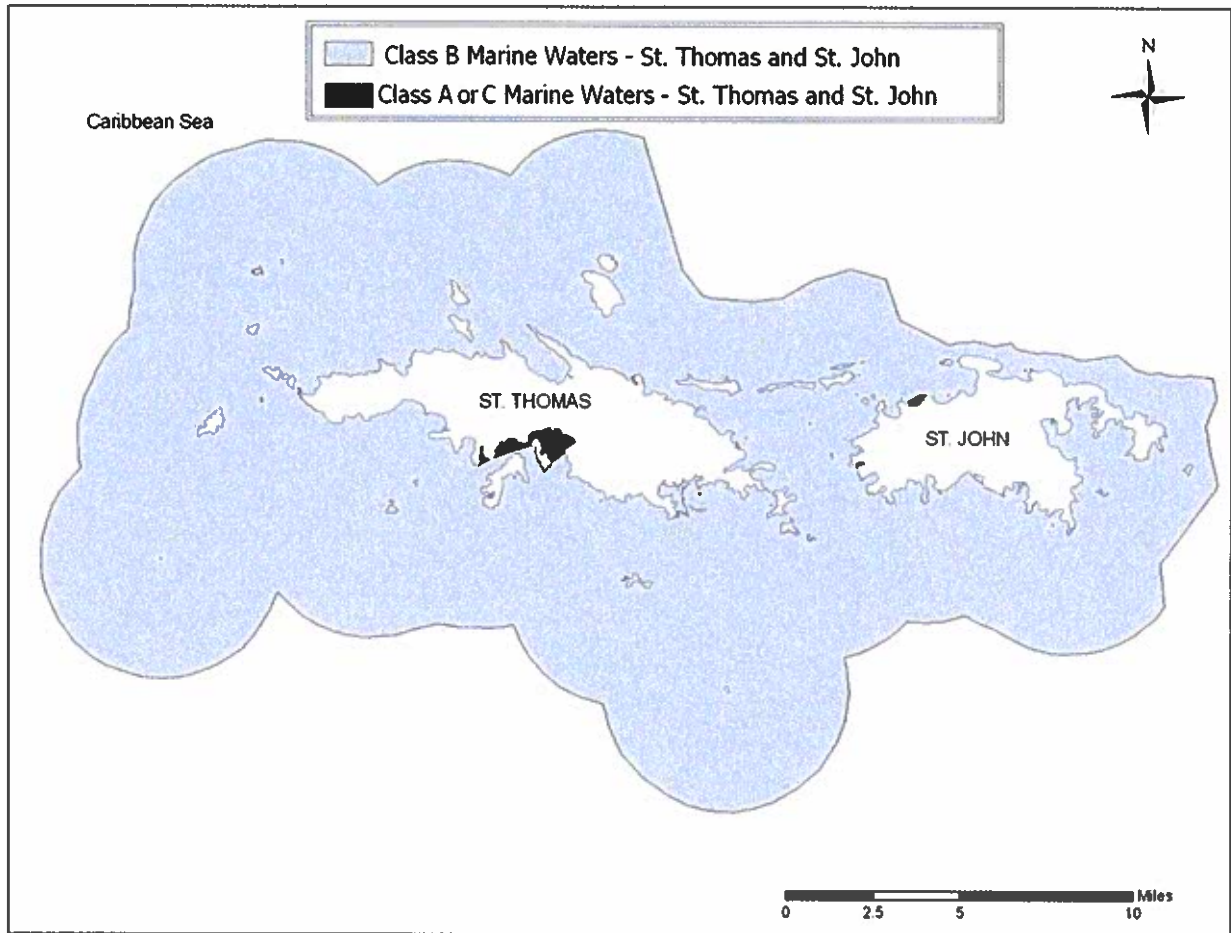 Class B Marine Waters - St. Thomas and St. John
Class A or C Marine Waters - St. Thomas and St. John
N
Caribbean Sea
ST. THOMAS
ST. JOHN
Miles
0 2.5 5 10